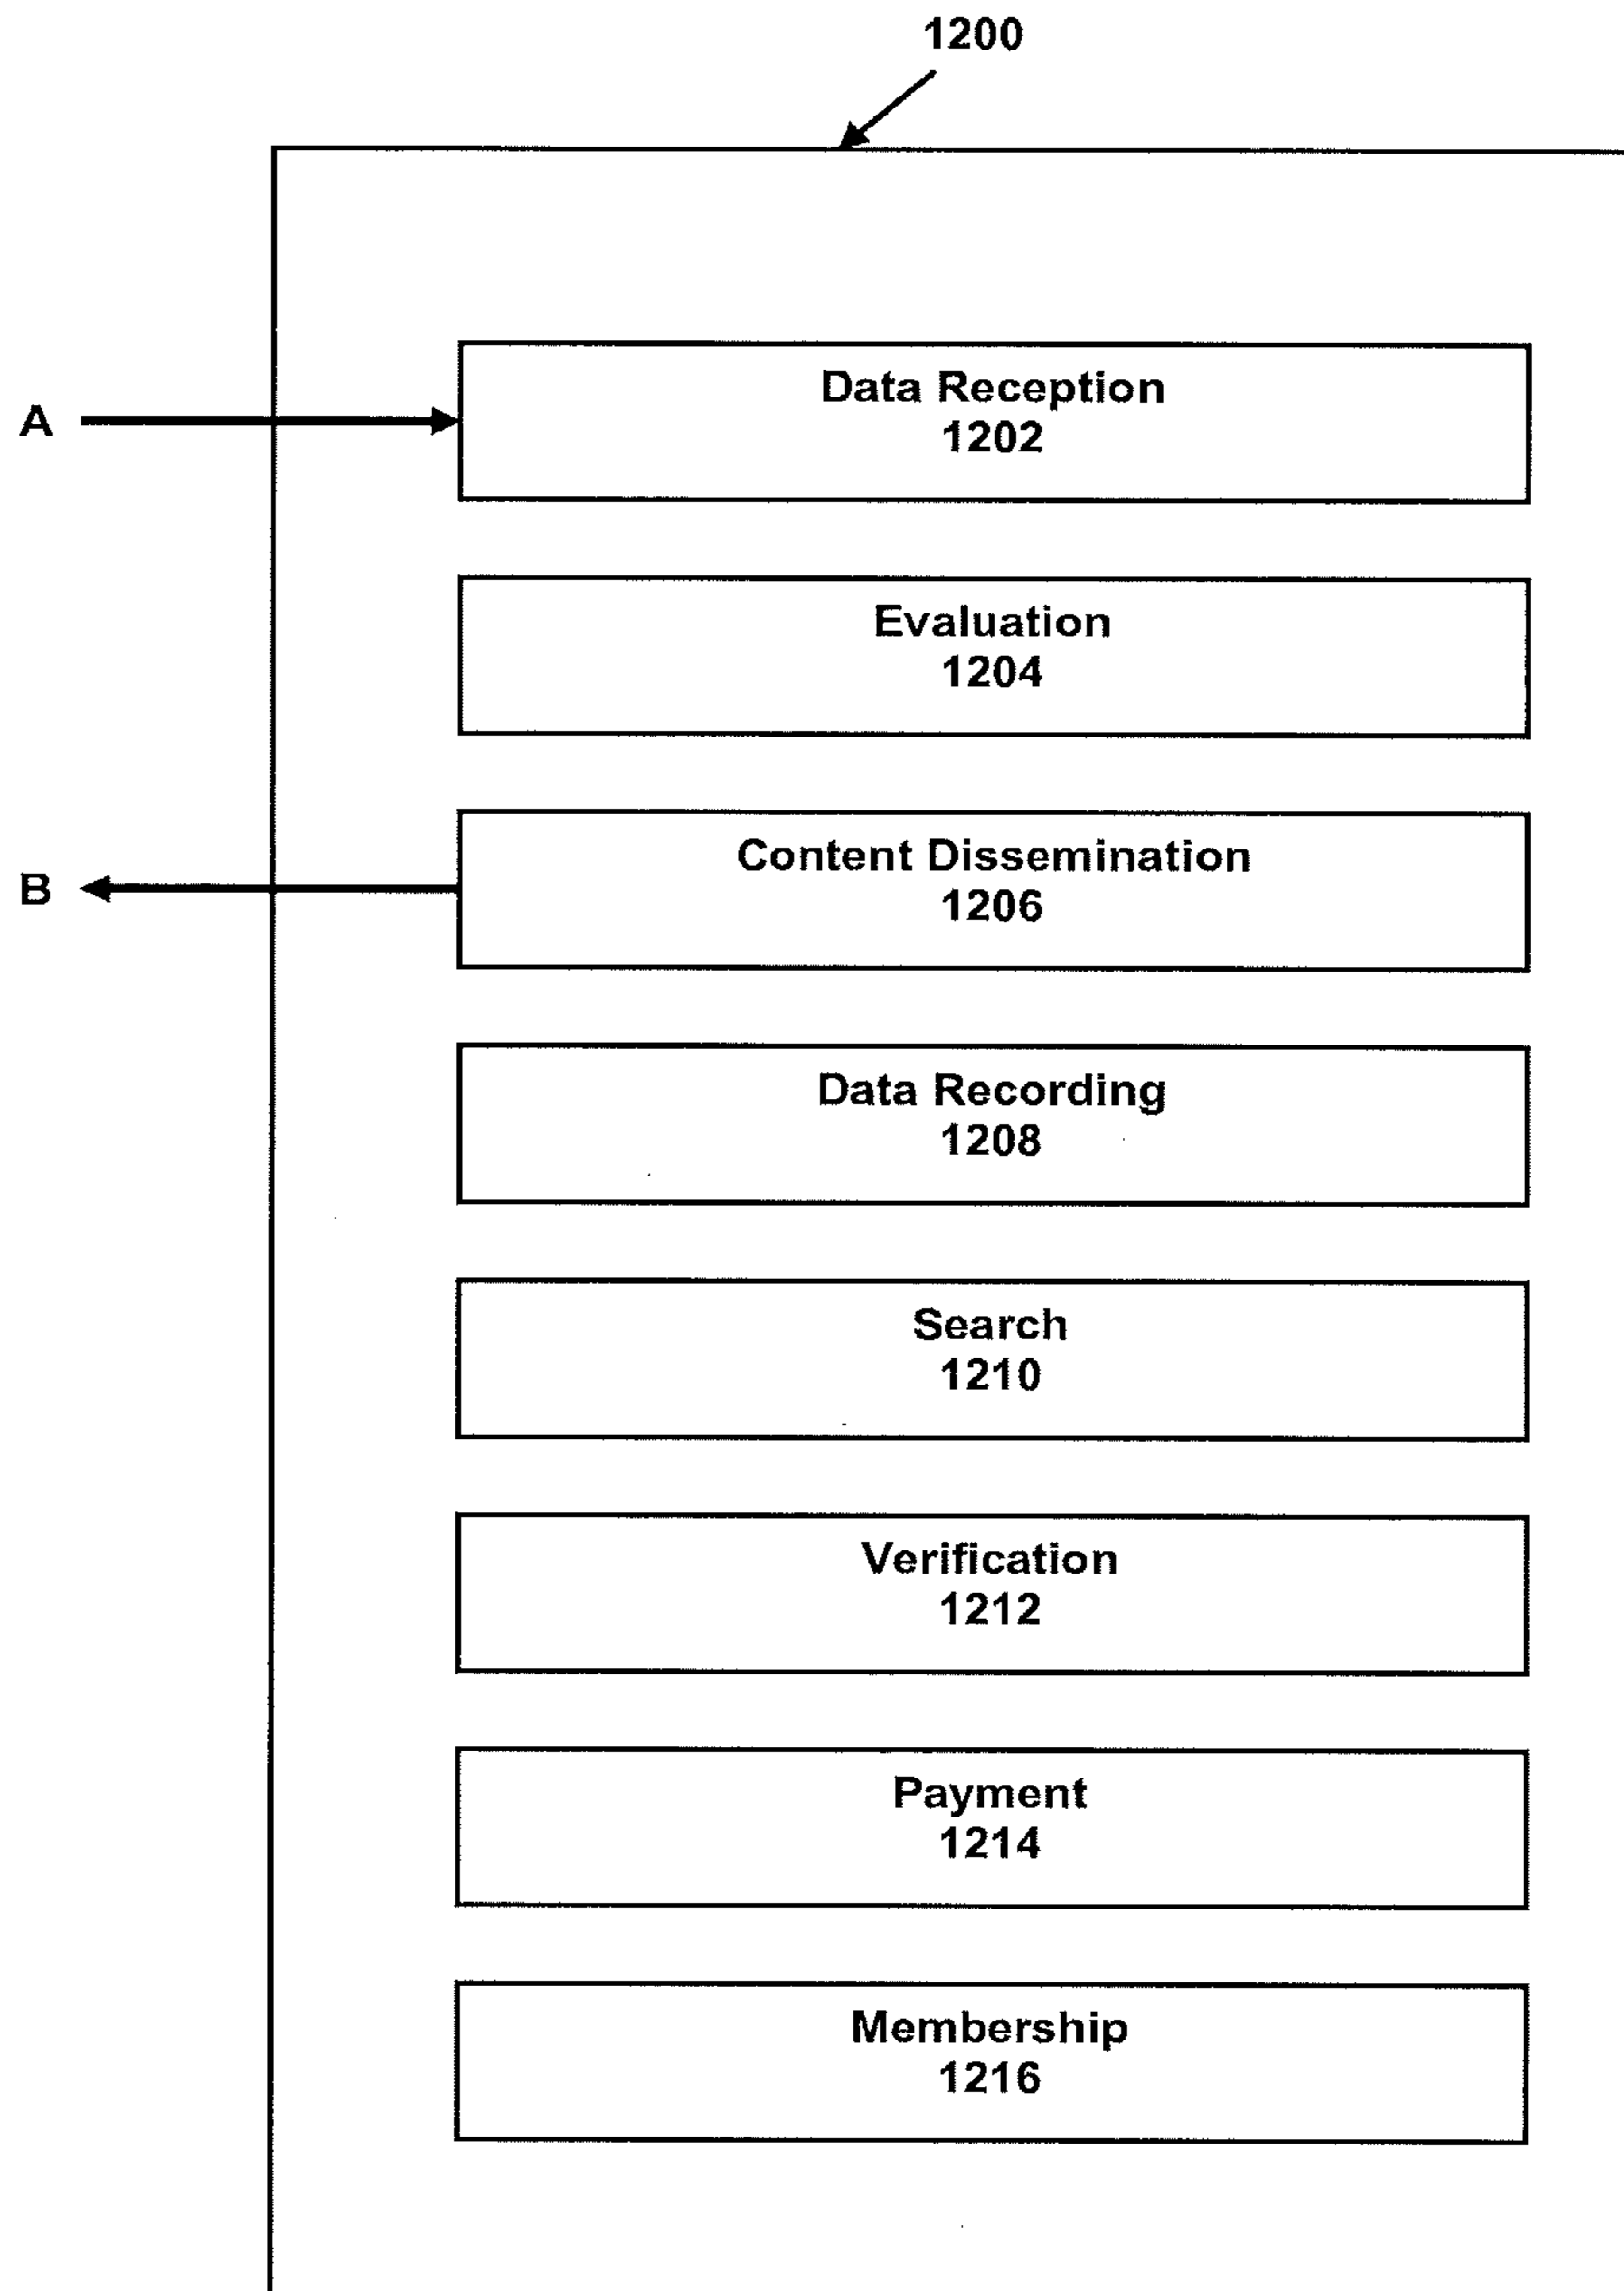 1200
A
Data Reception
1202
Evaluation
1204
B
Content Dissemination
1206
Data Recording
1208
Search
1210
Verification
1212
Payment
1214
Membership
1216